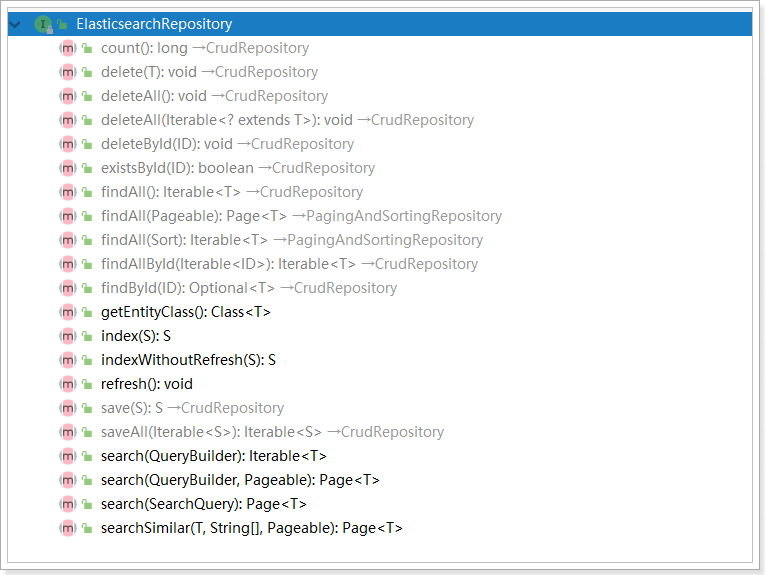 ElasticsearchRepository
count(): long →CrudRepository
delete(T): void →CrudRepository
deleteAll(): void →CrudRepository
deleteAll(Iterable<? extends T>): void →CrudRepository
deleteById(ID): void →CrudRepository
existsById(ID): boolean →CrudRepository
findAll(): Iterable<T> →CrudRepository
findAll(Pageable): Page<T> →PagingAndSortingRepository
findAll(Sort): Iterable<T> →PagingAndSortingRepository
findAllById(Iterable<ID>): Iterable<T> →CrudRepository
findById(ID): Optional<T> →CrudRepository
getEntityClass(): Class<T>
index(S): S
indexWithoutRefresh(S): S
refresh(): void
save(S): S →CrudRepository
saveAll(Iterable<S>): Iterable<S> →CrudRepository
search(QueryBuilder): Iterable<T>
search(QueryBuilder, Pageable): Page<T>
search(SearchQuery): Page<T>
searchSimilar(T, String[], Pageable): Page<T>